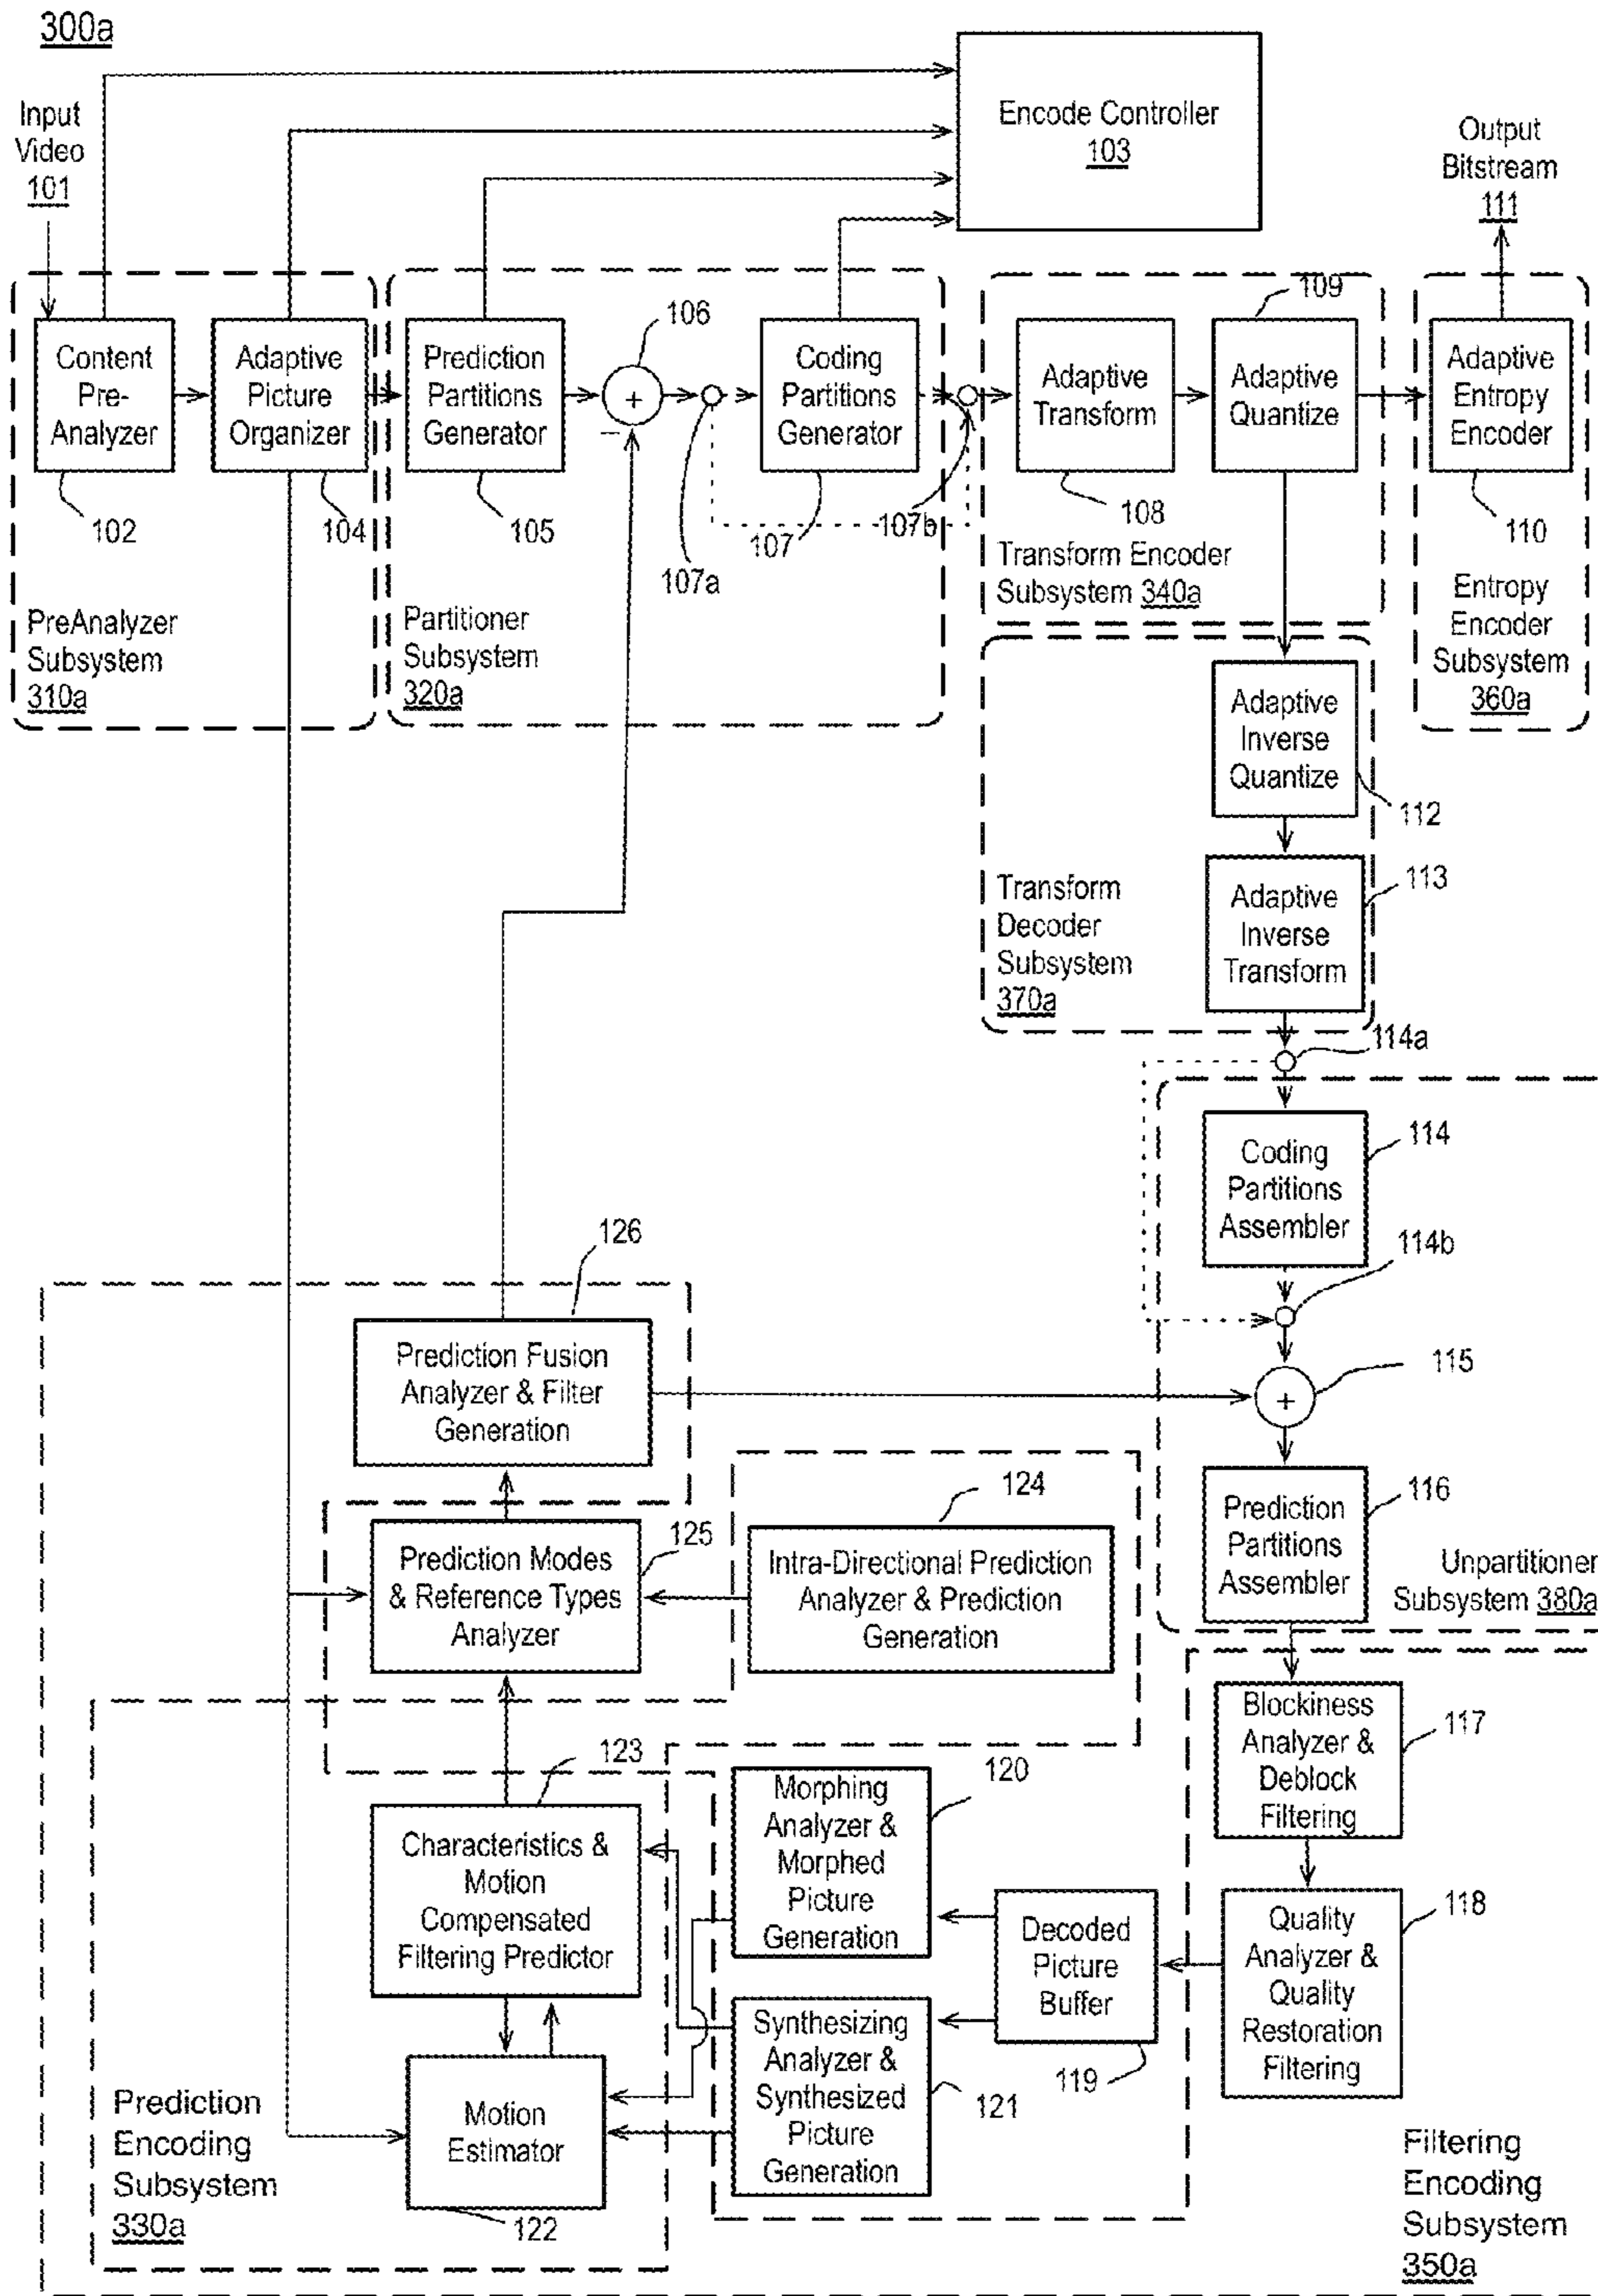 300a
Input
Video
101
Encode Controller
103
Output
Bitstream
111
Content
Pre-
Analyzer
102
Adaptive
Picture
Organizer
104
PreAnalyzer
Subsystem
310a
Prediction
Partitions
Generator
105
106
+
–
107a
Coding
Partitions
Generator
107
107b
Partitioner
Subsystem
320a
Adaptive
Transform
108
109
Adaptive
Quantize
Transform Encoder
Subsystem 340a
Adaptive
Entropy
Encoder
110
Entropy
Encoder
Subsystem
360a
Adaptive
Inverse
Quantize
112
Adaptive
Inverse
Transform
113
Transform
Decoder
Subsystem
370a
114a
Coding
Partitions
Assembler
114
114b
+
115
Prediction
Partitions
Assembler
116
Unpartitioner
Subsystem 380a
126
Prediction Fusion
Analyzer & Filter
Generation
Prediction Modes
& Reference Types
Analyzer
125
124
Intra-Directional Prediction
Analyzer & Prediction
Generation
Blockiness
Analyzer &
Deblock
Filtering
117
123
Characteristics &
Motion
Compensated
Filtering Predictor
Morphing
Analyzer &
Morphed
Picture
Generation
120
Decoded
Picture
Buffer
119
Quality
Analyzer &
Quality
Restoration
Filtering
118
Synthesizing
Analyzer &
Synthesized
Picture
Generation
121
Motion
Estimator
122
Prediction
Encoding
Subsystem
330a
Filtering
Encoding
Subsystem
350a